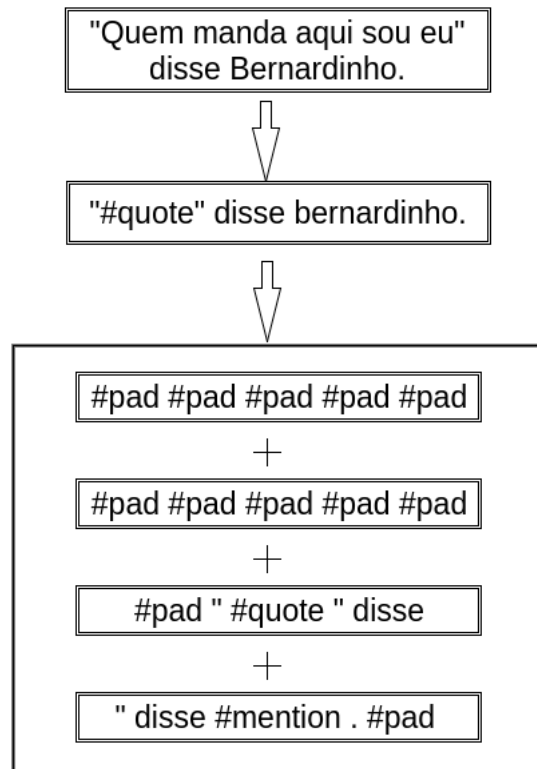 "Quem manda aqui sou eu"
disse Bernardinho.
"#quote" disse bernardinho.
#pad #pad #pad #pad #pad
+
#pad #pad #pad #pad #pad
+
#pad " #quote " disse
+
" disse #mention . #pad